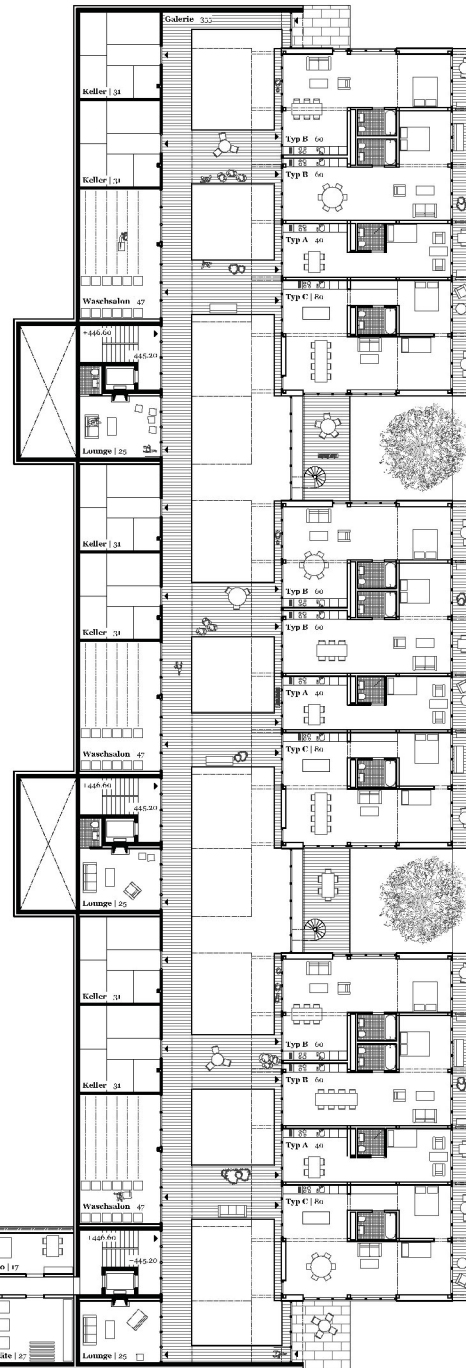 Galerie 355
Keller | 31
Typ B 60
Keller | 31
Typ B 60
Typ A 40
Waschsalon 47
Typ C | 80
+446.60
445.20
Lounge | 25
Keller | 31
Typ B 60
Keller | 31
Typ B 60
Typ A 40
Waschsalon 47
Typ C | 80
+446.60
445.20
Lounge | 25
Keller | 31
Typ B 60
Keller | 31
Typ B 60
Typ A 40
Waschsalon 47
Typ C | 80
+446.60
-445.20
o | 17
Lounge | 25
äte | 27